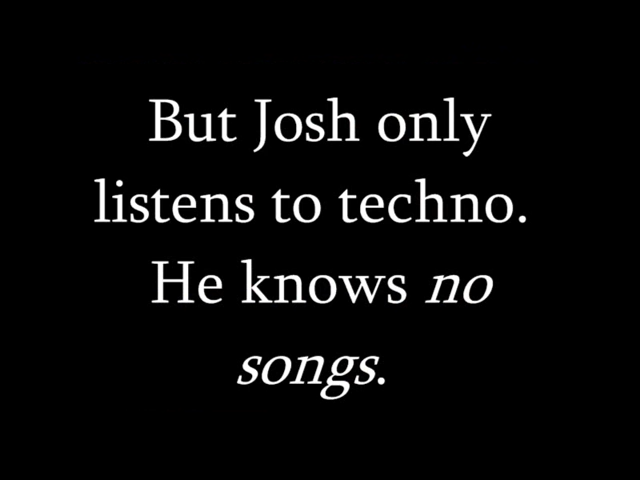 But Josh only
listens to techno.
He knows no
songs.